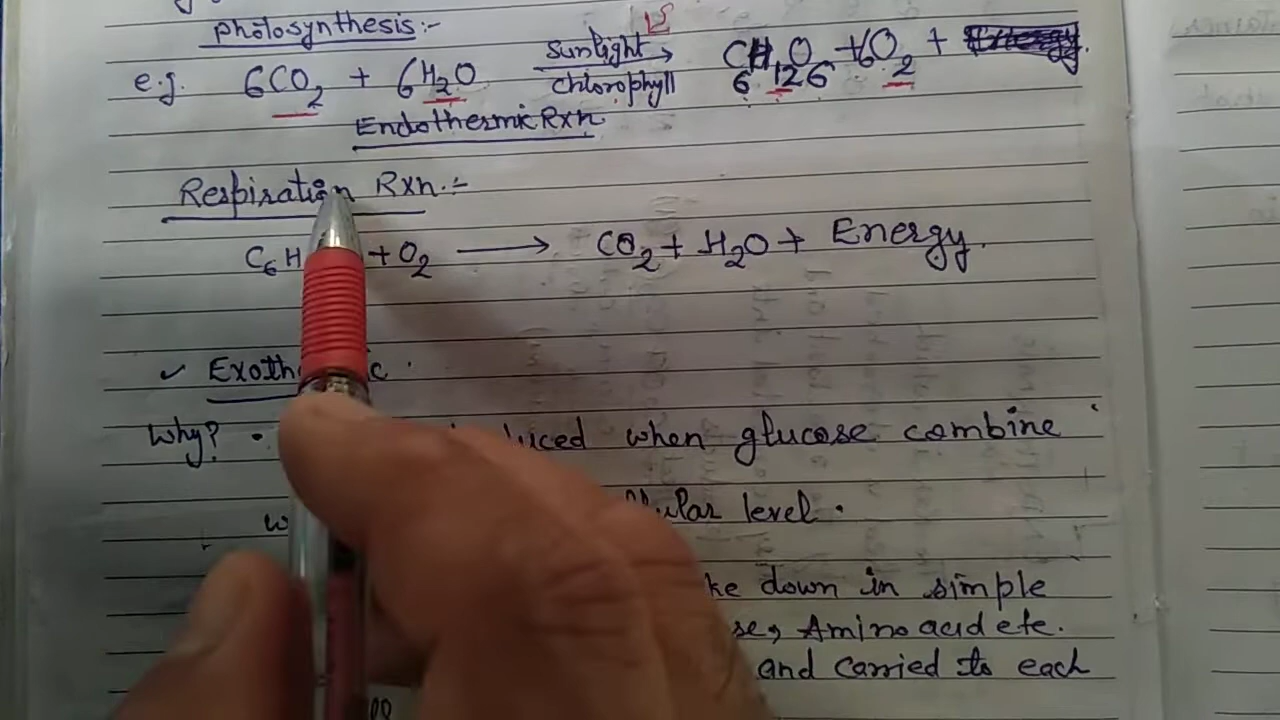 Photosynthesis:-
e.g. 6CO2 + 6H2O sunlight → chlorophyll C6H12O6 + 6O2 +
Endothermic Rxn.
Respiration Rxn:-
C6H + O2 → CO2 + H2O + Energy.
✓ Exoth c.
Why? • uced when glucose combine
w llular level.
ke down in simple
se, Amino acid etc.
and carried to each